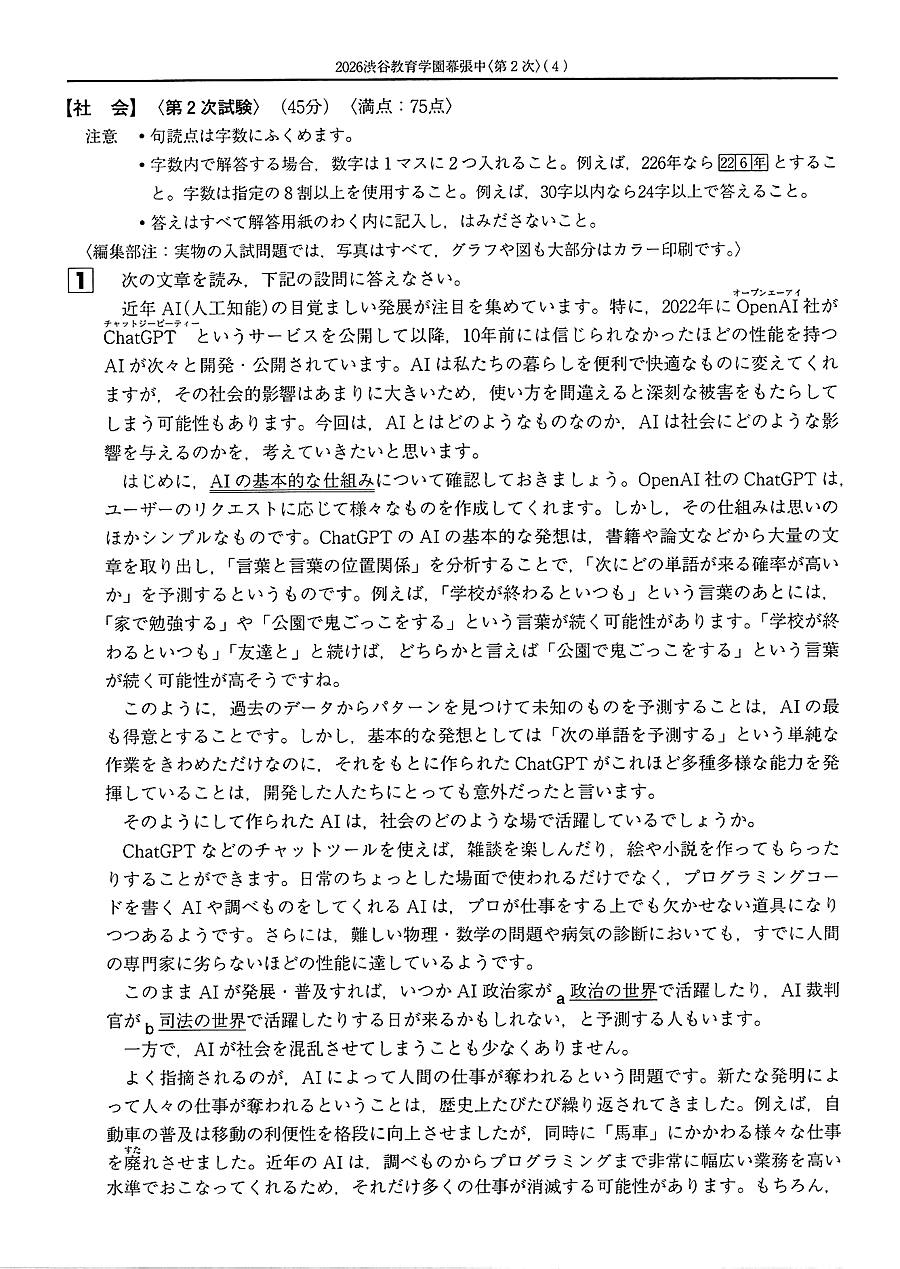 2026渋谷教育学園幕張中〈第2次〉(4)
【社 会】〈第2次試験〉(45分)〈満点:75点〉
注意 ・句読点は字数にふくめます。
・字数内で解答する場合,数字は1マスに2つ入れること。例えば,226年なら22 6 年とするこ
と。字数は指定の8割以上を使用すること。例えば,30字以内なら24字以上で答えること。
・答えはすべて解答用紙のわく内に記入し,はみださないこと。
〈編集部注:実物の入試問題では,写真はすべて,グラフや図も大部分はカラー印刷です。〉
1 次の文章を読み,下記の設問に答えなさい。
オープンエーアイ
近年AI(人工知能)の目覚ましい発展が注目を集めています。特に,2022年にOpenAI社が
チャットジーピーティー
ChatGPT というサービスを公開して以降,10年前には信じられなかったほどの性能を持つ
AIが次々と開発・公開されています。AIは私たちの暮らしを便利で快適なものに変えてくれ
ますが,その社会的影響はあまりに大きいため,使い方を間違えると深刻な被害をもたらして
しまう可能性もあります。今回は,AIとはどのようなものなのか,AIは社会にどのような影
響を与えるのかを,考えていきたいと思います。
はじめに,AIの基本的な仕組みについて確認しておきましょう。OpenAI社のChatGPTは,
ユーザーのリクエストに応じて様々なものを作成してくれます。しかし,その仕組みは思いの
ほかシンプルなものです。ChatGPTのAIの基本的な発想は,書籍や論文などから大量の文
章を取り出し,「言葉と言葉の位置関係」を分析することで,「次にどの単語が来る確率が高い
か」を予測するというものです。例えば,「学校が終わるといつも」という言葉のあとには,
「家で勉強する」や「公園で鬼ごっこをする」という言葉が続く可能性があります。「学校が終
わるといつも」「友達と」と続けば,どちらかと言えば「公園で鬼ごっこをする」という言葉
が続く可能性が高そうですね。
このように,過去のデータからパターンを見つけて未知のものを予測することは,AIの最
も得意とすることです。しかし,基本的な発想としては「次の単語を予測する」という単純な
作業をきわめただけなのに,それをもとに作られたChatGPTがこれほど多種多様な能力を発
揮していることは,開発した人たちにとっても意外だったと言います。
そのようにして作られたAIは,社会のどのような場で活躍しているでしょうか。
ChatGPTなどのチャットツールを使えば,雑談を楽しんだり,絵や小説を作ってもらった
りすることができます。日常のちょっとした場面で使われるだけでなく,プログラミングコー
ドを書くAIや調べものをしてくれるAIは,プロが仕事をする上でも欠かせない道具になり
つつあるようです。さらには,難しい物理・数学の問題や病気の診断においても,すでに人間
の専門家に劣らないほどの性能に達しているようです。
このままAIが発展・普及すれば,いつかAI政治家がa政治の世界で活躍したり,AI裁判
官がb司法の世界で活躍したりする日が来るかもしれない,と予測する人もいます。
一方で,AIが社会を混乱させてしまうことも少なくありません。
よく指摘されるのが,AIによって人間の仕事が奪われるという問題です。新たな発明によ
って人々の仕事が奪われるということは,歴史上たびたび繰り返されてきました。例えば,自
動車の普及は移動の利便性を格段に向上させましたが,同時に「馬車」にかかわる様々な仕事
すた
を廃れさせました。近年のAIは,調べものからプログラミングまで非常に幅広い業務を高い
水準でおこなってくれるため,それだけ多くの仕事が消滅する可能性があります。もちろん,